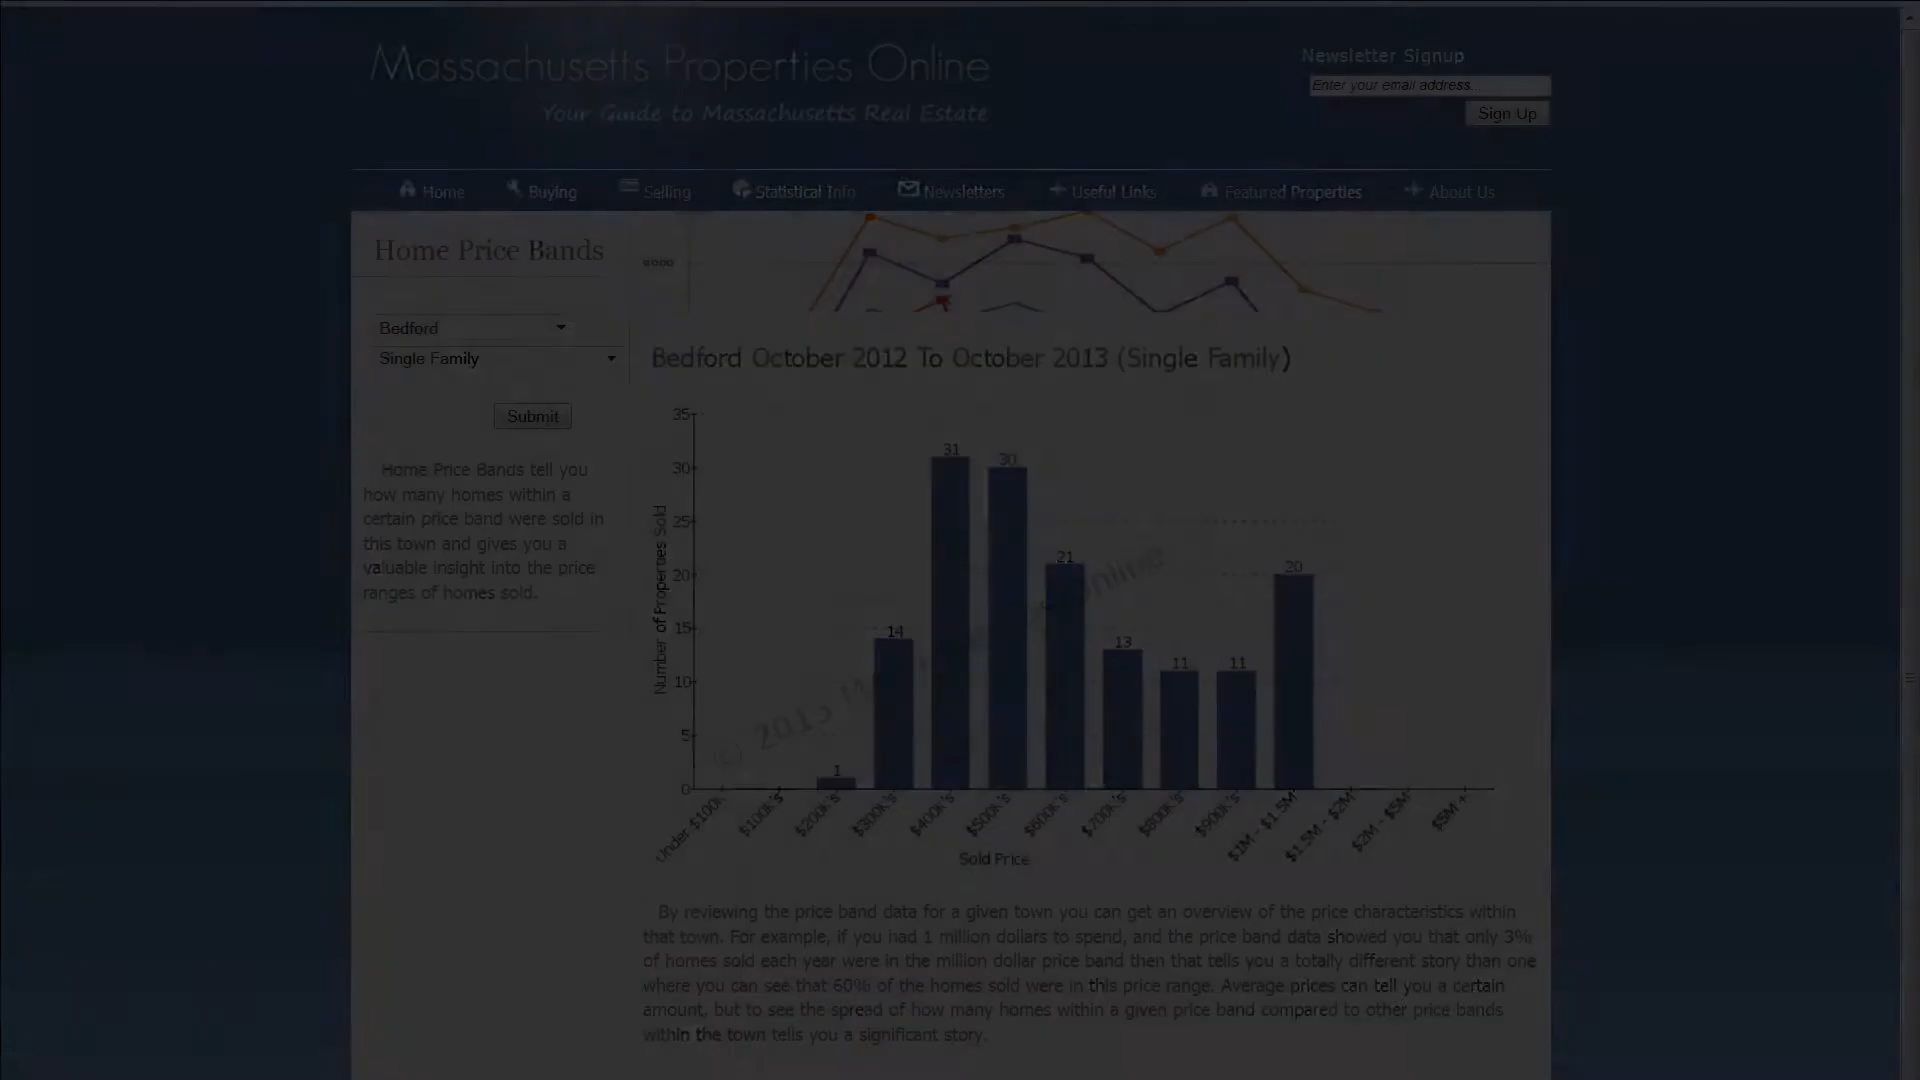 Massachusetts Properties Online
Your Guide to Massachusetts Real Estate
Newsletter Signup
Enter your email address...
Sign Up
Home Buying Selling Statistical Info Newsletters Useful Links Featured Properties About Us
Home Price Bands
Bedford
Single Family
Submit
Home Price Bands tell you
how many homes within a
certain price band were sold in
this town and gives you a
valuable insight into the price
ranges of homes sold.
Bedford October 2012 To October 2013 (Single Family)
Number of Properties Sold
35
30
25
20
15
10
5
0
1
14
31
30
21
13
11
11
20
© 2013
Online
Under $100K $100K's $200K's $300K's $400K's $500K's $600K's $700K's $800K's $900K's $1M - $1.5M $1.5M - $2M $2M - $5M $5M +
Sold Price
By reviewing the price band data for a given town you can get an overview of the price characteristics within
that town. For example, if you had 1 million dollars to spend, and the price band data showed you that only 3%
of homes sold each year were in the million dollar price band then that tells you a totally different story than one
where you can see that 60% of the homes sold were in this price range. Average prices can tell you a certain
amount, but to see the spread of how many homes within a given price band compared to other price bands
within the town tells you a significant story.